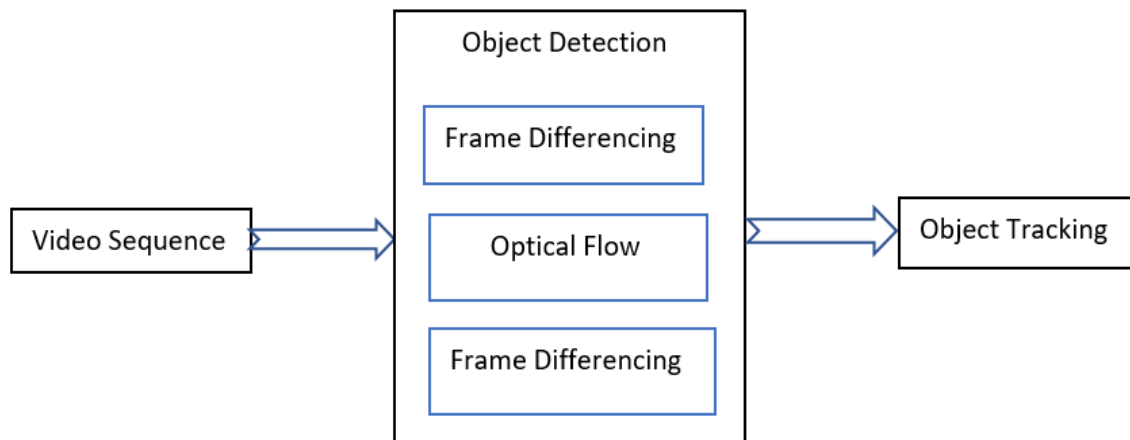 Object Detection
Frame Differencing
Video Sequence
Optical Flow
Object Tracking
Frame Differencing